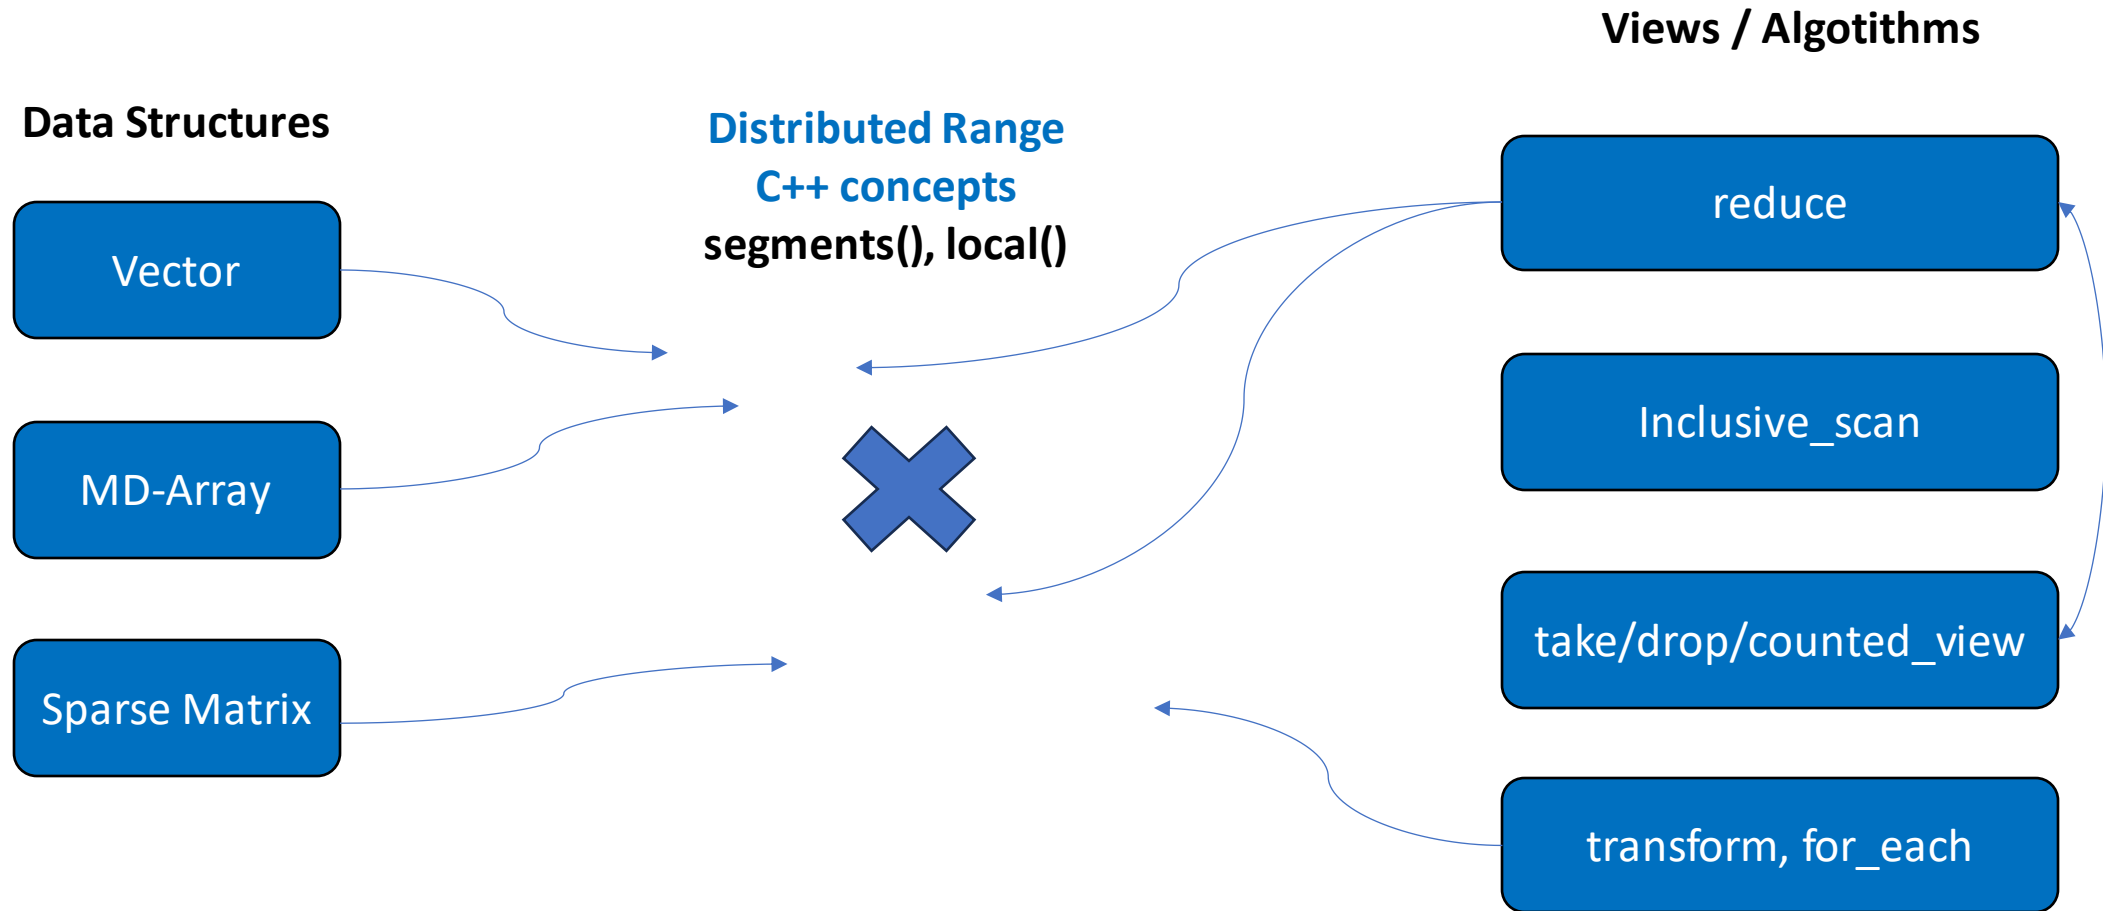 Views / Algotithms
Data Structures
Distributed Range
C++ concepts
segments(), local()
Vector
MD-Array
Sparse Matrix
reduce
Inclusive_scan
take/drop/counted_view
transform, for_each